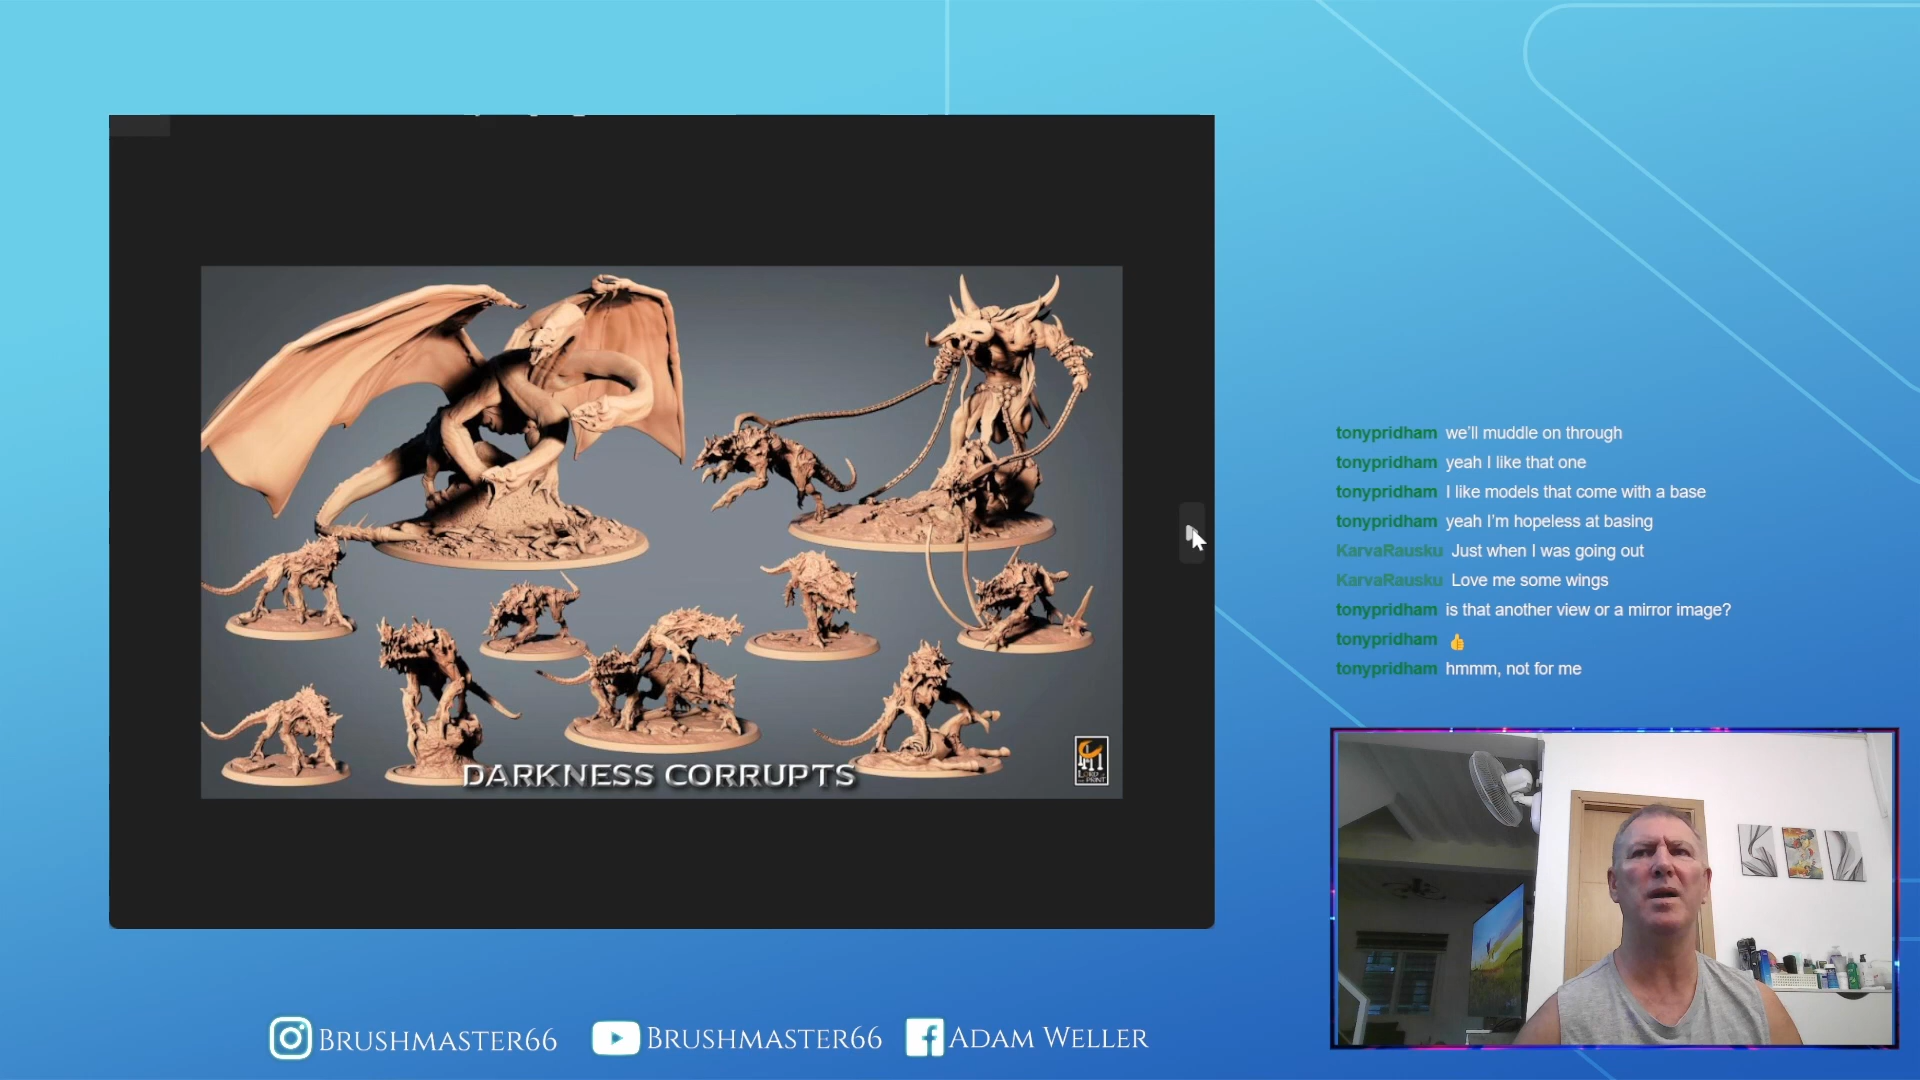 DARKNESS CORRUPTS
LORD
PRINT
tonypridham we'll muddle on through
tonypridham yeah I like that one
tonypridham I like models that come with a base
tonypridham yeah I'm hopeless at basing
KarvaRausku Just when I was going out
KarvaRausku Love me some wings
tonypridham is that another view or a mirror image?
tonypridham 👍
tonypridham hmmm, not for me
BRUSHMASTER66
BRUSHMASTER66
ADAM WELLER